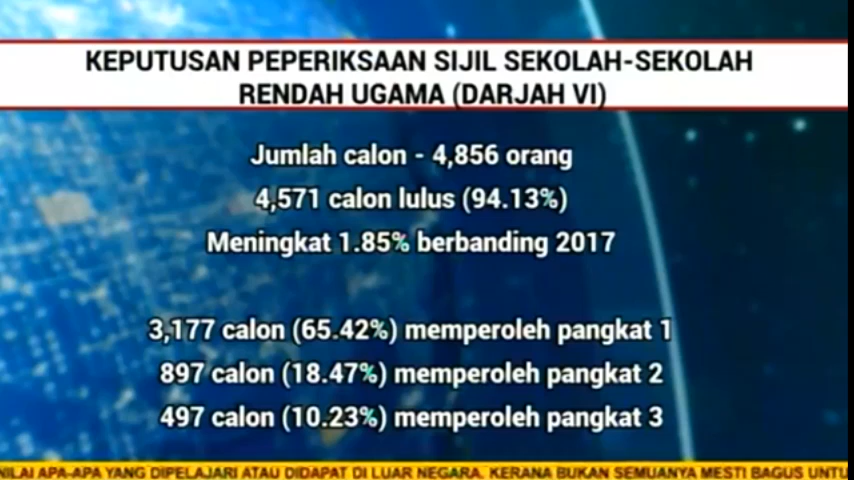 KEPUTUSAN PEPERIKSAAN SIJIL SEKOLAH-SEKOLAH
RENDAH UGAMA (DARJAH VI)
Jumlah calon - 4,856 orang
4,571 calon lulus (94.13%)
Meningkat 1.85% berbanding 2017
3,177 calon (65.42%) memperoleh pangkat 1
897 calon (18.47%) memperoleh pangkat 2
497 calon (10.23%) memperoleh pangkat 3
NILAI APA-APA YANG DIPELAJARI ATAU DIDAPAT DI LUAR NEGARA, KERANA BUKAN SEMUANYA MESTI BAGUS UNTU